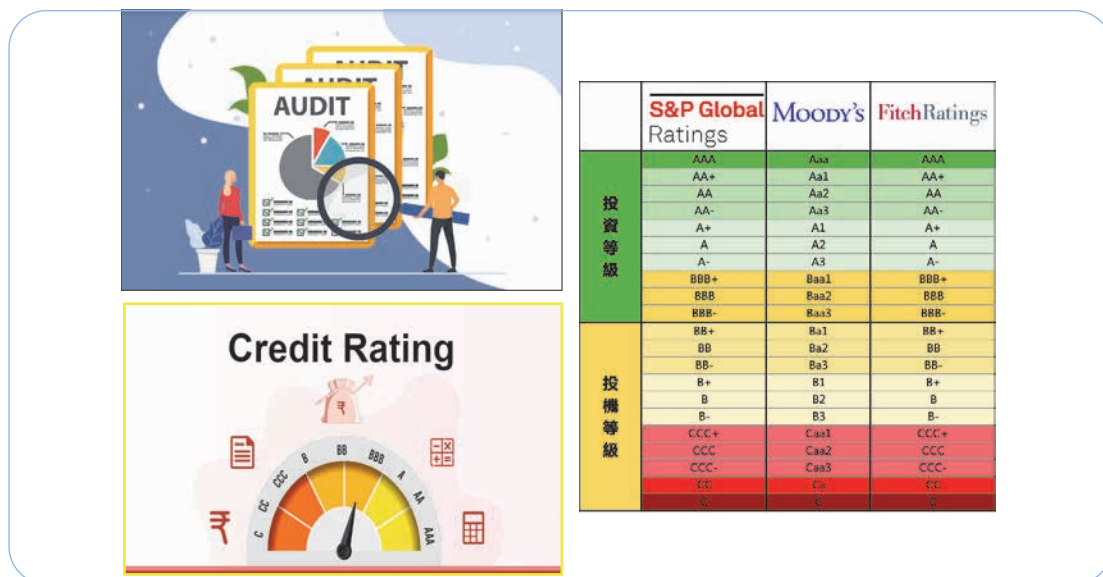 AUDIT
AUDIT
AUDIT
Credit Rating
₹
C
CC
CCC
B
BB
BBB
A
AA
AAA
₹
S&P Global Ratings
MOODY'S
FitchRatings
投資等級
AAA Aaa AAA
AA+ Aa1 AA+
AA Aa2 AA
AA- Aa3 AA-
A+ A1 A+
A A2 A
A- A3 A-
BBB+ Baa1 BBB+
BBB Baa2 BBB
BBB- Baa3 BBB-
投機等級
BB+ Ba1 BB+
BB Ba2 BB
BB- Ba3 BB-
B+ B1 B+
B B2 B
B- B3 B-
CCC+ Caa1 CCC+
CCC Caa2 CCC
CCC- Caa3 CCC-
CC Ca CC
C C C